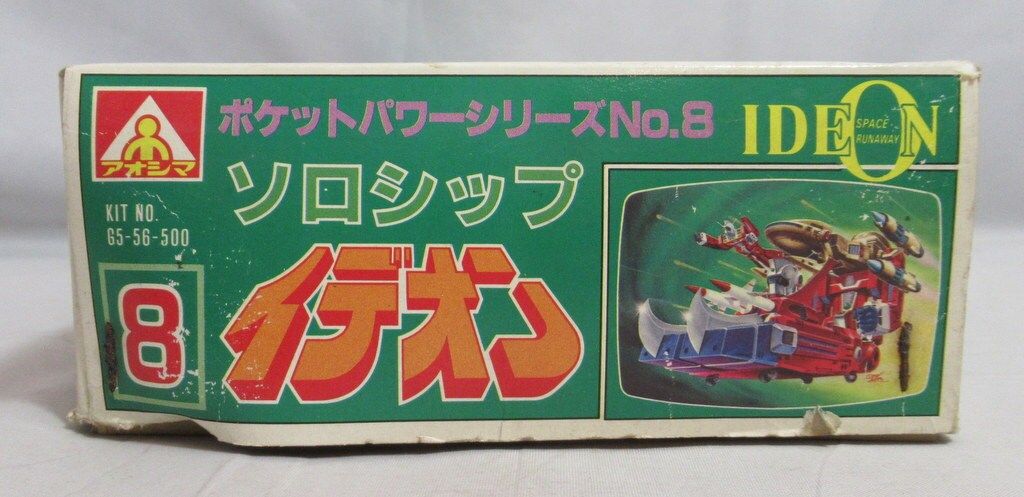 アオシマ
ポケットパワーシリーズNo.8
IDEON
SPACE
RUNAWAY
ソロシップ
KIT NO.
G5-56-500
8
イデオン